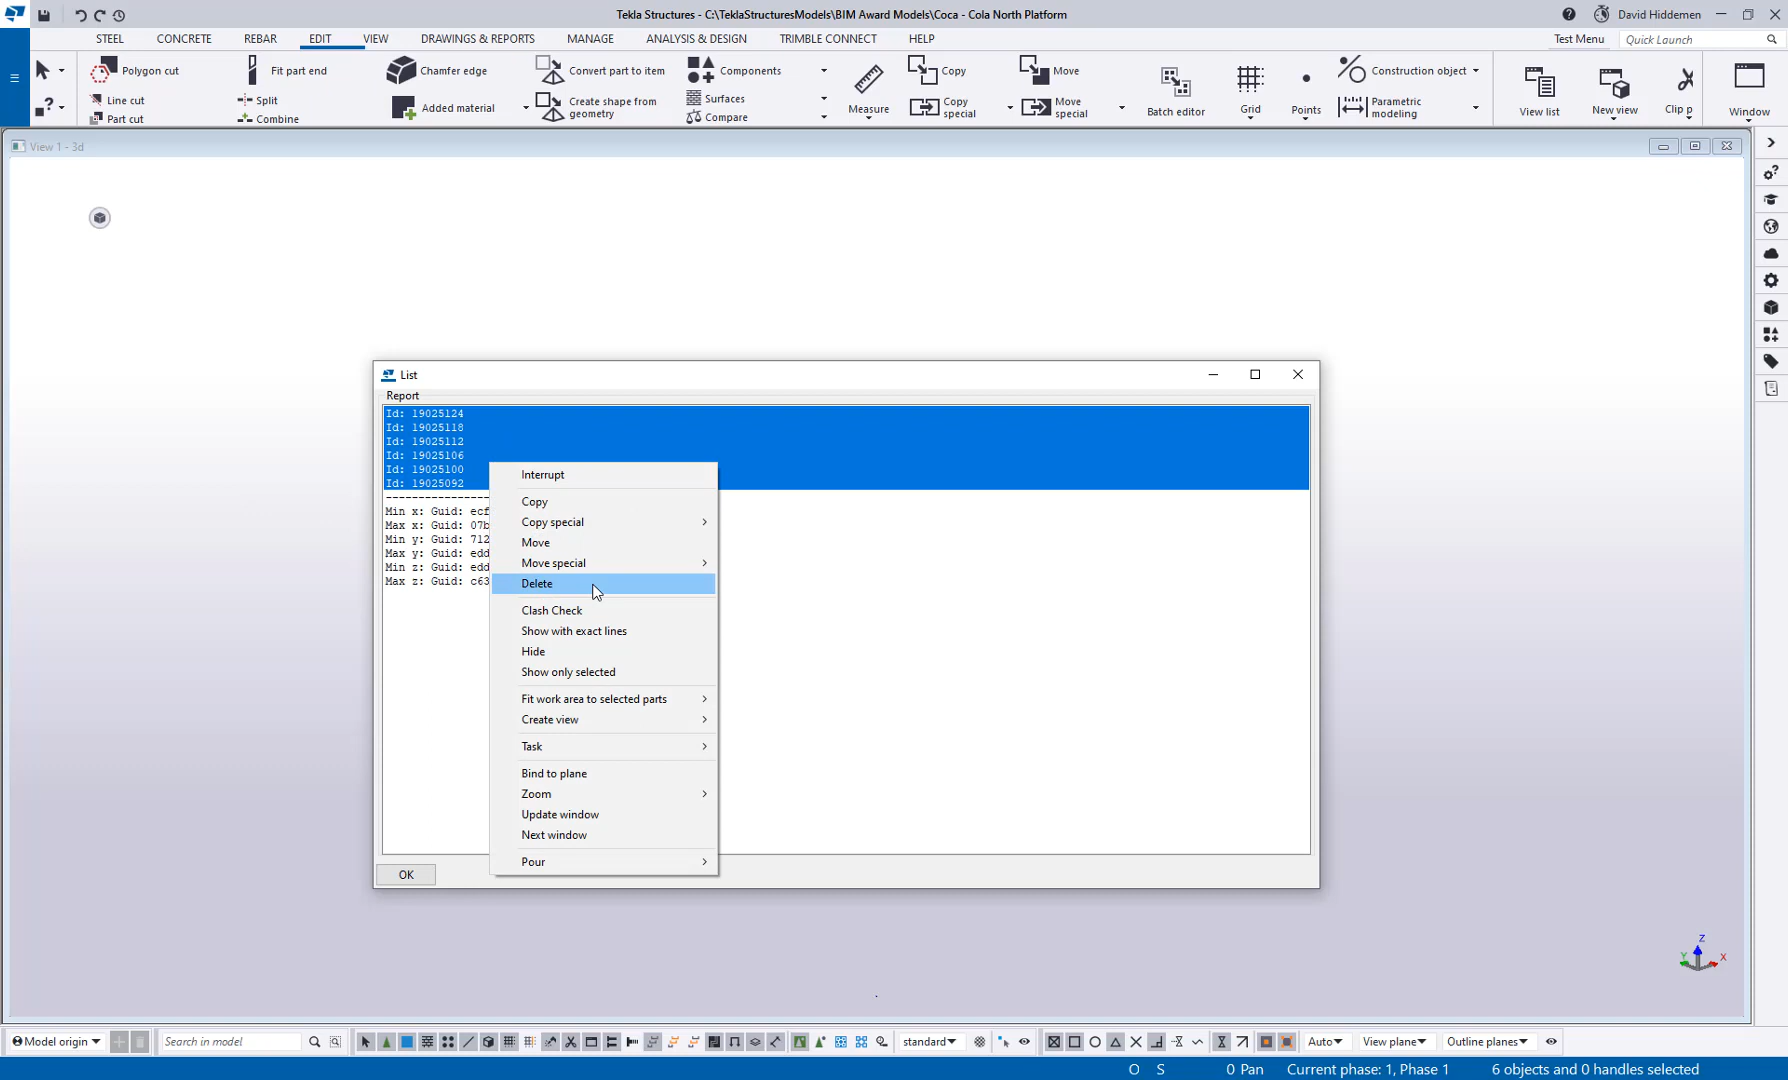 Tekla Structures - C:\TeklaStructuresModels\BIM Award Models\Coca - Cola North Platform
David Hiddemen
STEEL CONCRETE REBAR EDIT VIEW DRAWINGS & REPORTS MANAGE ANALYSIS & DESIGN TRIMBLE CONNECT HELP Test Menu Quick Launch
Polygon cut
Fit part end
Chamfer edge
Convert part to item
Components
Copy
Move
Construction object
Line cut
Split
Added material
Create shape from geometry
Surfaces
Measure
Copy special
Move special
Batch editor
Grid
Points
Parametric modeling
View list
New view
Clip p
Window
Part cut
Combine
Compare
View 1 - 3d
List
Report
Id: 19025124
Id: 19025118
Id: 19025112
Id: 19025106
Id: 19025100
Id: 19025092
Min x: Guid: ecf
Max x: Guid: 07b
Min y: Guid: 712
Max y: Guid: edd
Min z: Guid: edd
Max z: Guid: c63
Interrupt
Copy
Copy special
Move
Move special
Delete
Clash Check
Show with exact lines
Hide
Show only selected
Fit work area to selected parts
Create view
Task
Bind to plane
Zoom
Update window
Next window
Pour
OK
Z
Y X
Model origin Search in model standard Auto View plane Outline planes
O S 0 Pan Current phase: 1, Phase 1 6 objects and 0 handles selected